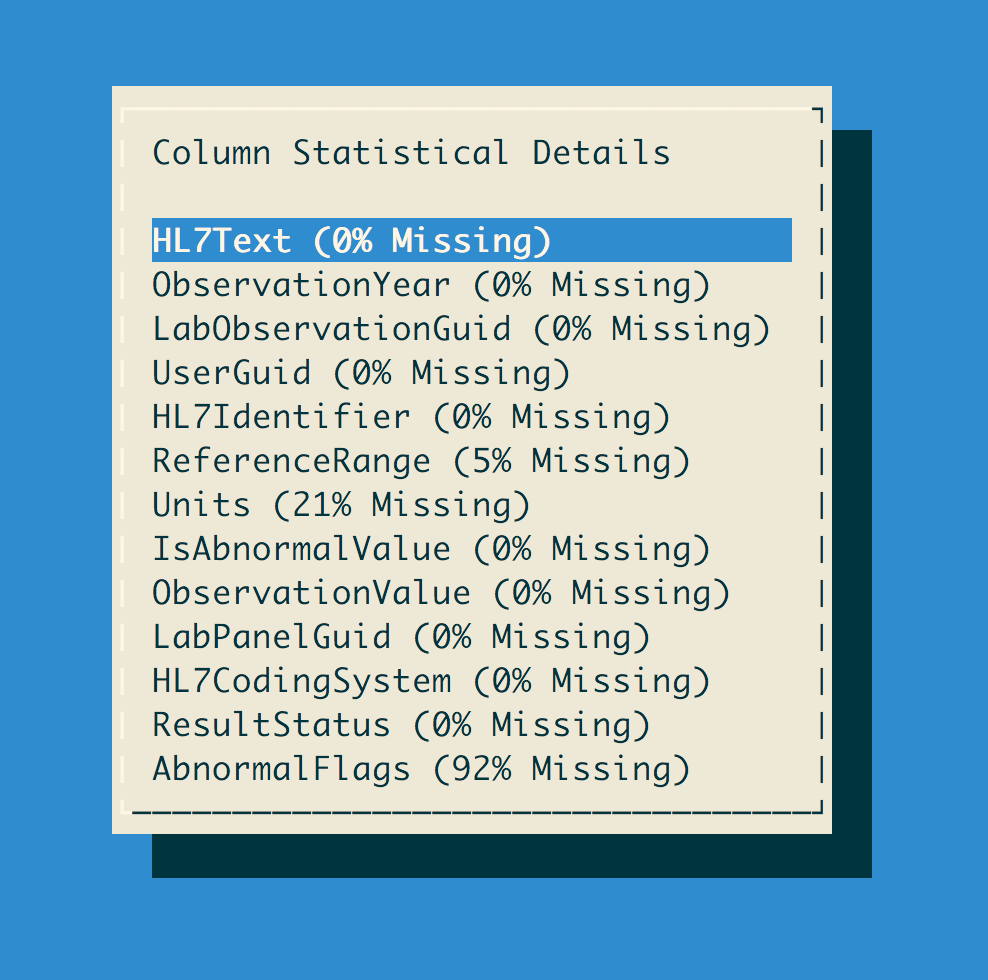 Column Statistical Details
HL7Text (0% Missing)
ObservationYear (0% Missing)
LabObservationGuid (0% Missing)
UserGuid (0% Missing)
HL7Identifier (0% Missing)
ReferenceRange (5% Missing)
Units (21% Missing)
IsAbnormalValue (0% Missing)
ObservationValue (0% Missing)
LabPanelGuid (0% Missing)
HL7CodingSystem (0% Missing)
ResultStatus (0% Missing)
AbnormalFlags (92% Missing)